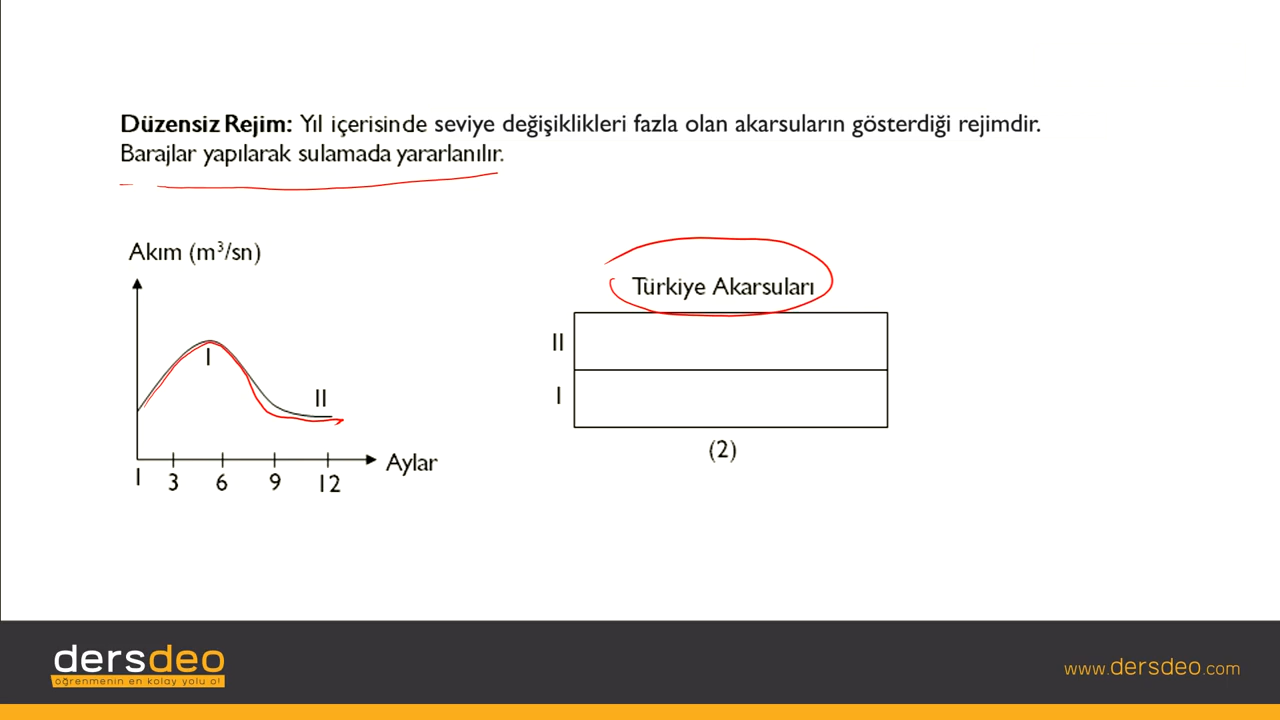 Düzensiz Rejim: Yıl içerisinde seviye değişiklikleri fazla olan akarsuların gösterdiği rejimdir.
Barajlar yapılarak sulamada yararlanılır.
Akım (m³/sn)
I
II
Aylar
1 3 6 9 12
Türkiye Akarsuları
II
I
(2)
dersdeo
öğrenmenin en kolay yolu o!
www.dersdeo.com